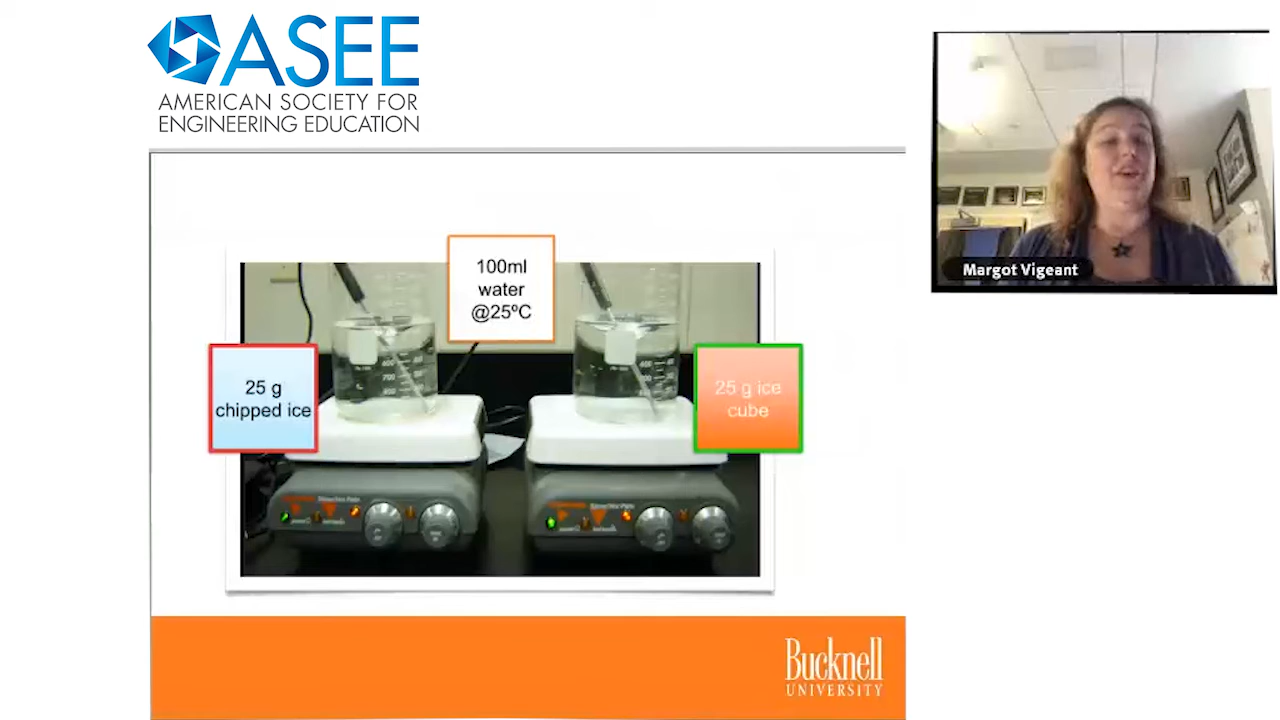 ASEE
AMERICAN SOCIETY FOR
ENGINEERING EDUCATION
Margot Vigeant
100ml
water
@25ºC
25 g
chipped ice
25 g ice
cube
Bucknell
UNIVERSITY